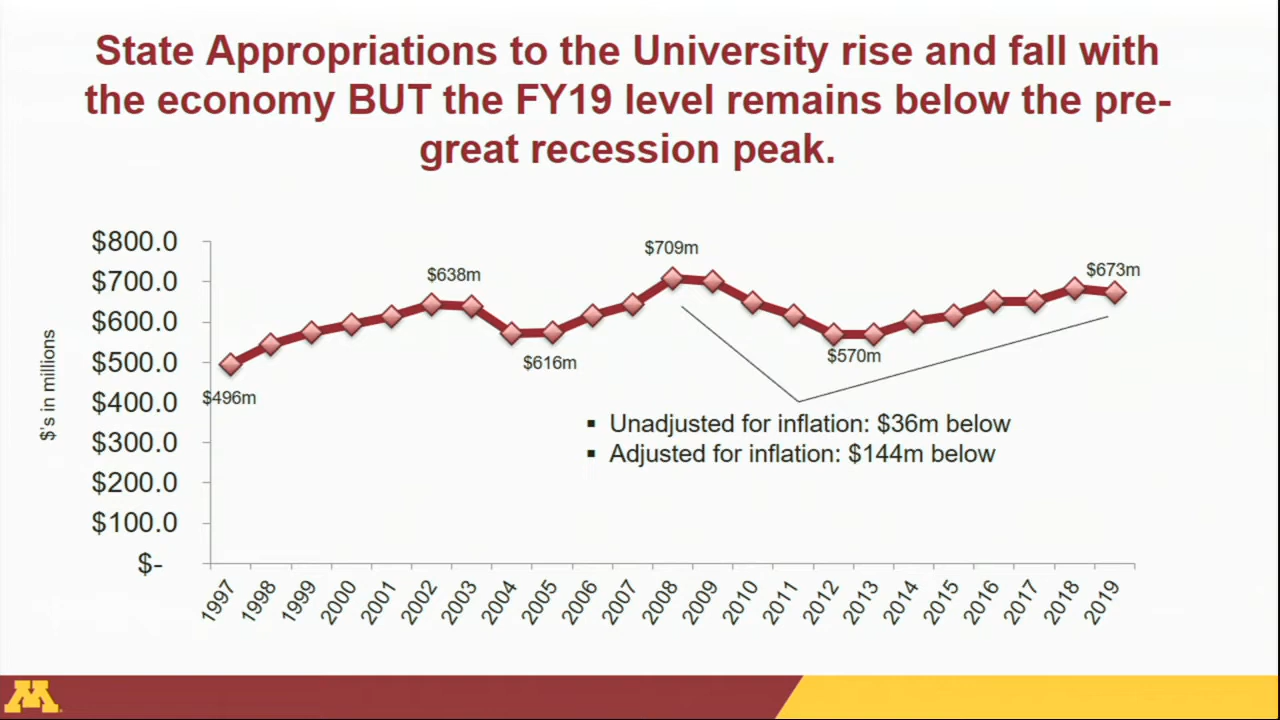 State Appropriations to the University rise and fall with
the economy BUT the FY19 level remains below the pre-
great recession peak.
$'s in millions
$800.0
$700.0
$600.0
$500.0
$400.0
$300.0
$200.0
$100.0
$-
$496m
$638m
$616m
$709m
$570m
$673m
▪ Unadjusted for inflation: $36m below
▪ Adjusted for inflation: $144m below
1997
1998
1999
2000
2001
2002
2003
2004
2005
2006
2007
2008
2009
2010
2011
2012
2013
2014
2015
2016
2017
2018
2019
M